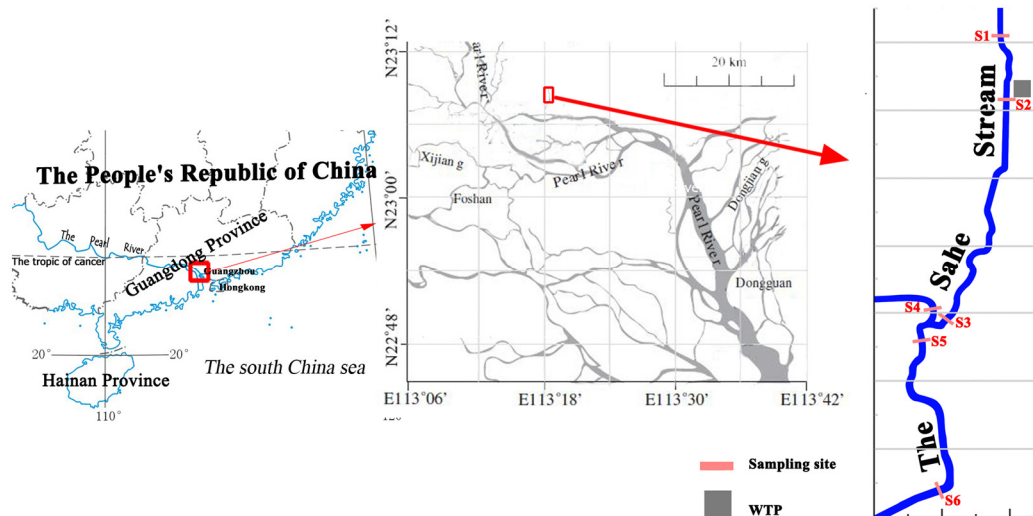 The People's Republic of China
Guangdong Province
The Pearl River
The tropic of cancer
Guangzhou
Hongkong
20°
20°
Hainan Province
The south China sea
110°
N23°12'
N23°00'
N22°48'
E113°06'
E113°18'
E113°30'
E113°42'
20 km
arl River
Xijiang
Foshan
Pearl River
Pearl River
Dongjiang
Dongguan
Sampling site
WTP
The Sahe Stream
S1
S2
S3
S4
S5
S6